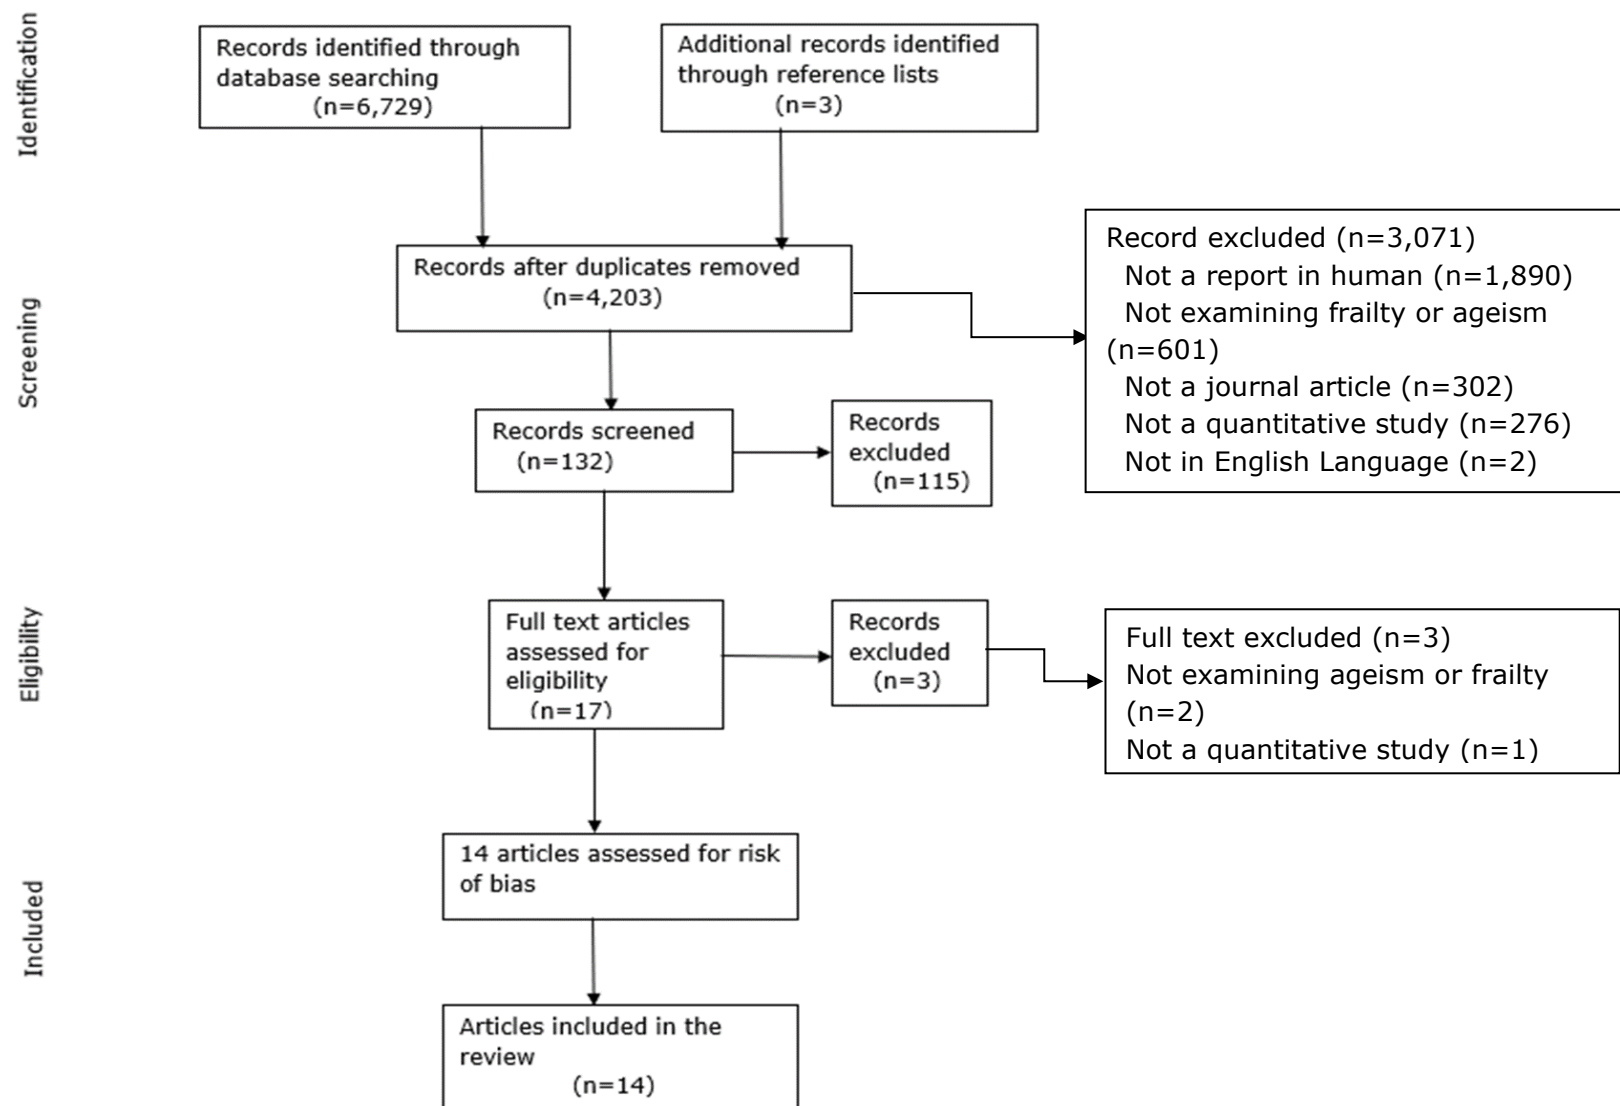 Identification
Records identified through
database searching
(n=6,729)
Additional records identified
through reference lists
(n=3)
Screening
Records after duplicates removed
(n=4,203)
Record excluded (n=3,071)
Not a report in human (n=1,890)
Not examining frailty or ageism
(n=601)
Not a journal article (n=302)
Not a quantitative study (n=276)
Not in English Language (n=2)
Records screened
(n=132)
Records
excluded
(n=115)
Eligibility
Full text articles
assessed for
eligibility
(n=17)
Records
excluded
(n=3)
Full text excluded (n=3)
Not examining ageism or frailty
(n=2)
Not a quantitative study (n=1)
Included
14 articles assessed for risk
of bias
Articles included in the
review
(n=14)